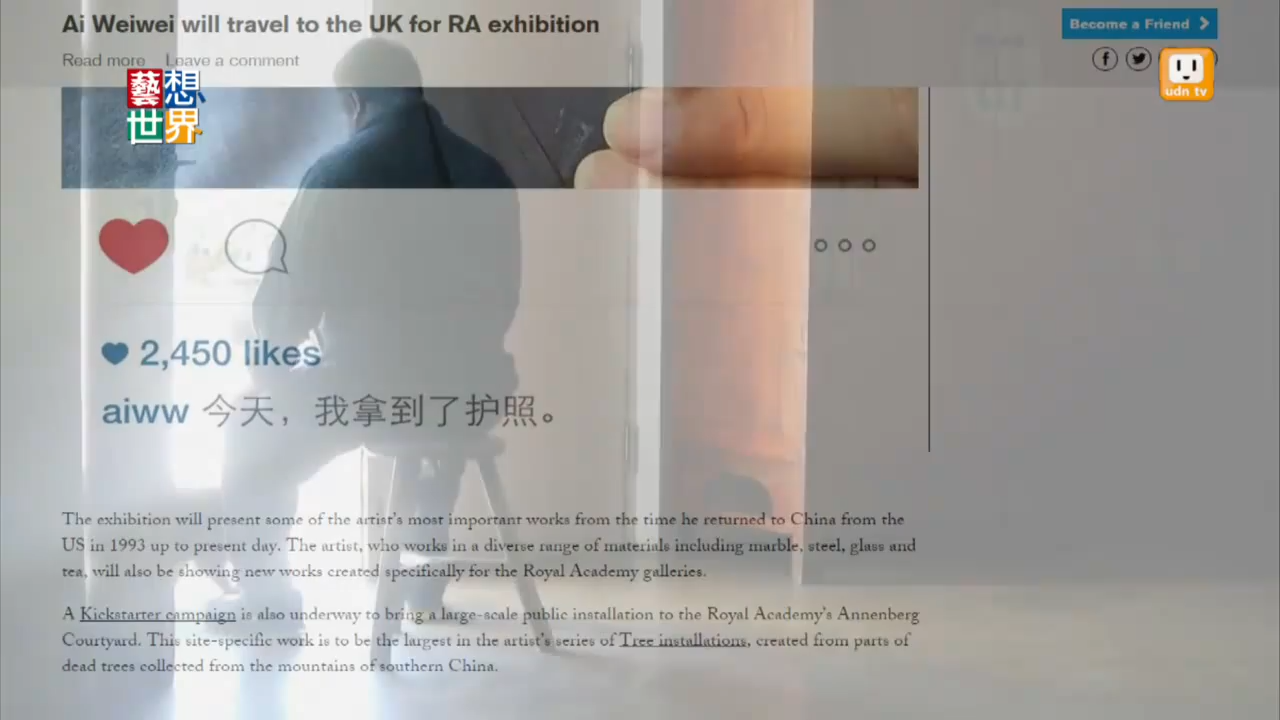 Ai Weiwei will travel to the UK for RA exhibition
Become a Friend
Read more Leave a comment
藝想
世界
udn tv
2,450 likes
aiww 今天，我拿到了护照。
The exhibition will present some of the artist's most important works from the time he returned to China from the
US in 1993 up to present day. The artist, who works in a diverse range of materials including marble, steel, glass and
tea, will also be showing new works created specifically for the Royal Academy galleries.
A Kickstarter campaign is also underway to bring a large-scale public installation to the Royal Academy's Annenberg
Courtyard. This site-specific work is to be the largest in the artist's series of Tree installations, created from parts of
dead trees collected from the mountains of southern China.